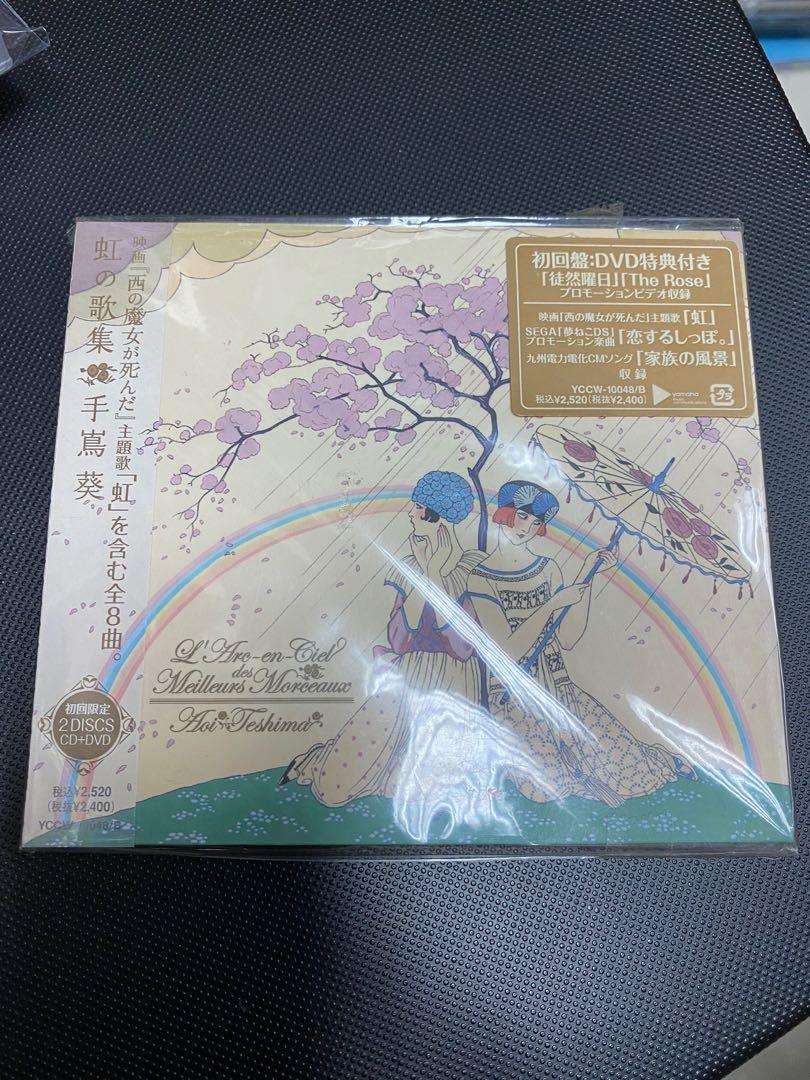 映画『西の魔女が死んだ』主題歌「虹」を含む全8曲。
虹の歌集 手嶌 葵
初回限定
2DISCS
CD+DVD
税込¥2,520
(税抜¥2,400)
YCCW-10048/B
初回盤:DVD特典付き
「徒然曜日」「The Rose」
プロモーションビデオ収録
映画「西の魔女が死んだ」主題歌「虹」
SEGA「夢ねこDS」
プロモーション楽曲「恋するしっぽ。」
九州電力電化CMソング「家族の風景」
収録
YCCW-10048/B
税込¥2,520(税抜¥2,400)
yamaha
music
communications
L'Arc-en-Ciel
des
Meilleurs Morceaux
Aoi Teshima